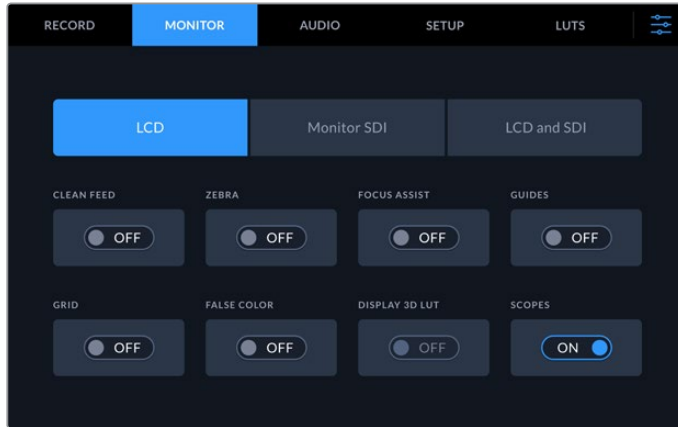 RECORD MONITOR AUDIO SETUP LUTS
LCD Monitor SDI LCD and SDI
CLEAN FEED ZEBRA FOCUS ASSIST GUIDES
OFF OFF OFF OFF
GRID FALSE COLOR DISPLAY 3D LUT SCOPES
OFF OFF OFF ON